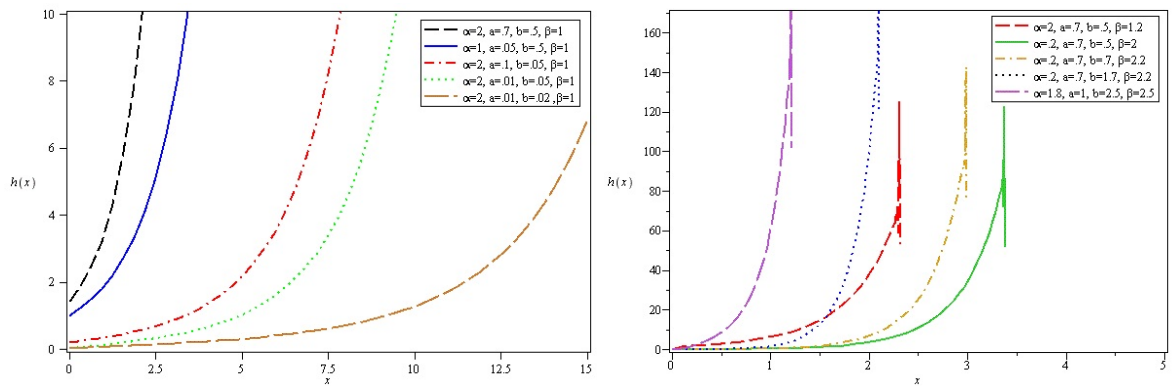 10
8
6
4
2
0
h(x)
0
2.5
5.0
7.5
10
12.5
15
x
α=2, a=.7, b=.5, β=1
α=1, a=.05, b=.5, β=1
α=2, a=.1, b=.05, β=1
α=2, a=.01, b=.05, β=1
α=2, a=.01, b=.02 ,β=1
160
140
120
100
80
60
40
20
0
h(x)
0
1
2
3
4
5
x
α=2, a=.7, b=.5, β=1.2
α=.2, a=.7, b=.5, β=2
α=.2, a=.7, b=.7, β=2.2
α=.2, a=.7, b=1.7, β=2.2
α=1.8, a=1, b=2.5, β=2.5